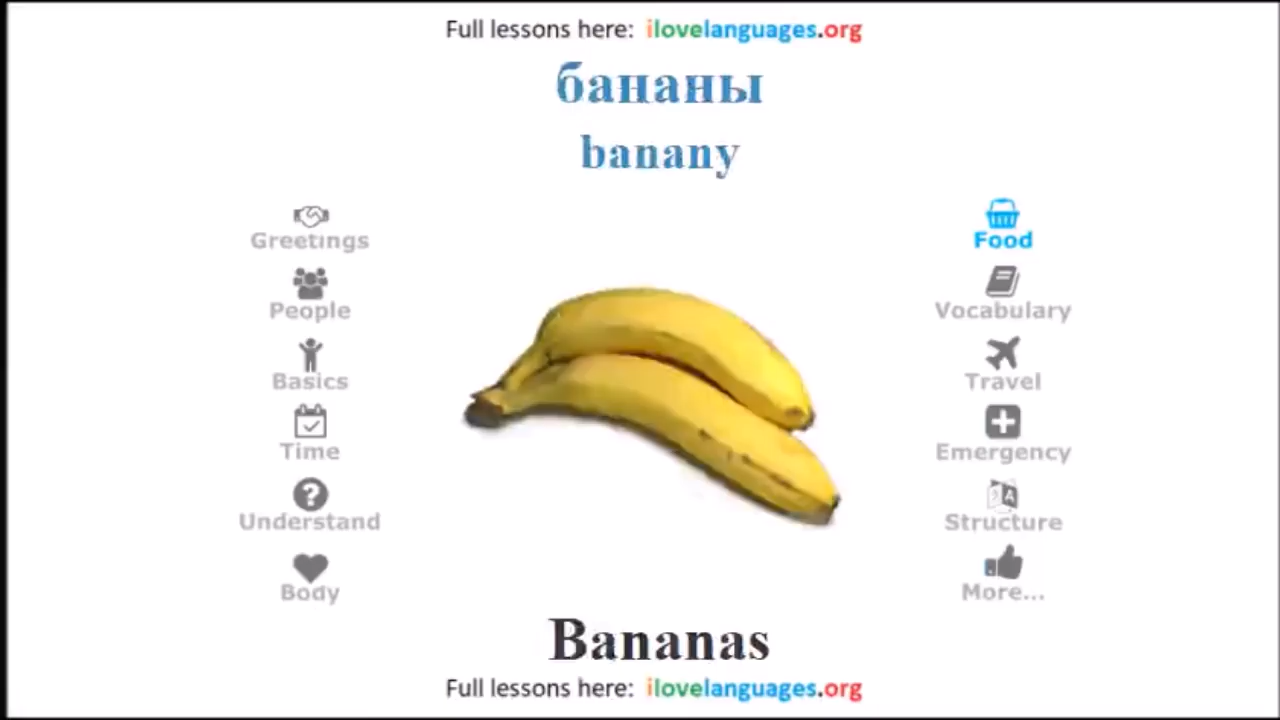 Full lessons here: ilovelanguages.org
бананы
banany
Greetings
People
Basics
Time
Understand
Body
Food
Vocabulary
Travel
Emergency
Structure
More...
Bananas
Full lessons here: ilovelanguages.org